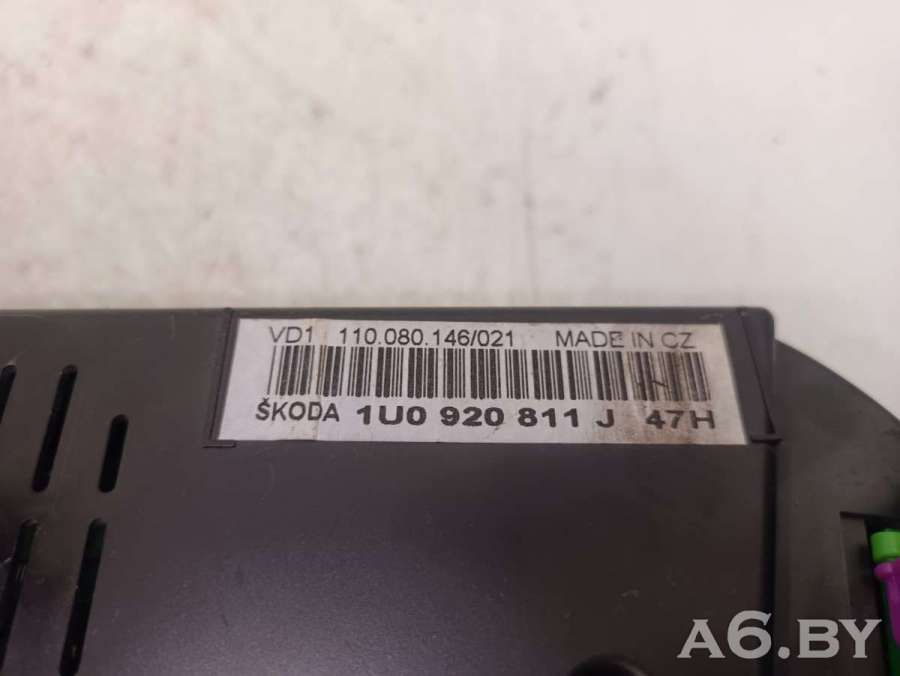 VD1 110.080.146/021 MADE IN CZ
ŠKODA 1U0 920 811 J 47H
A6.BY